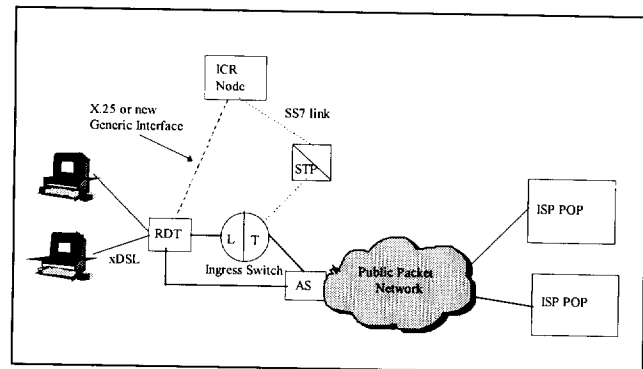 ICR
Node
X.25 or new
Generic Interface
SS7 link
STP
RDT
L T
xDSL
Ingress Switch
AS
Public Packet
Network
ISP POP
ISP POP